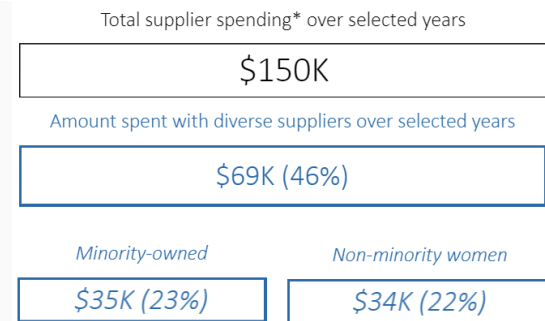 Total supplier spending* over selected years
$150K
Amount spent with diverse suppliers over selected years
$69K (46%)
Minority-owned
Non-minority women
$35K (23%)
$34K (22%)